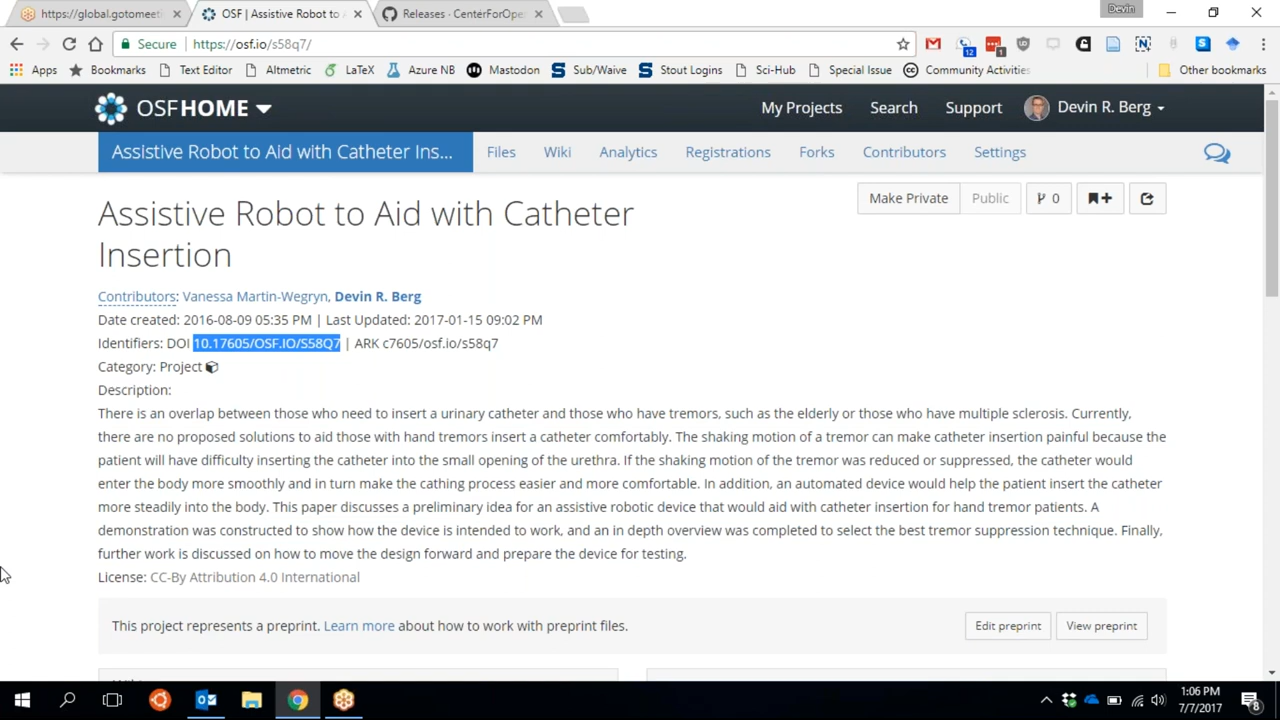 https://global.gotomeeti
OSF | Assistive Robot to A
Releases · CenterForOpe
Devin
Secure
https://osf.io/s58q7/
12
1
Apps
Bookmarks
Text Editor
Altmetric
LaTeX
Azure NB
Mastodon
Sub/Waive
Stout Logins
Sci-Hub
Special Issue
Community Activities
Other bookmarks
OSFHOME
My Projects
Search
Support
Devin R. Berg
Assistive Robot to Aid with Catheter Ins...
Files
Wiki
Analytics
Registrations
Forks
Contributors
Settings
Assistive Robot to Aid with Catheter
Insertion
Make Private
Public
0
Contributors: Vanessa Martin-Wegryn, Devin R. Berg
Date created: 2016-08-09 05:35 PM | Last Updated: 2017-01-15 09:02 PM
Identifiers: DOI 10.17605/OSF.IO/S58Q7 | ARK c7605/osf.io/s58q7
Category: Project
Description:
There is an overlap between those who need to insert a urinary catheter and those who have tremors, such as the elderly or those who have multiple sclerosis. Currently,
there are no proposed solutions to aid those with hand tremors insert a catheter comfortably. The shaking motion of a tremor can make catheter insertion painful because the
patient will have difficulty inserting the catheter into the small opening of the urethra. If the shaking motion of the tremor was reduced or suppressed, the catheter would
enter the body more smoothly and in turn make the cathing process easier and more comfortable. In addition, an automated device would help the patient insert the catheter
more steadily into the body. This paper discusses a preliminary idea for an assistive robotic device that would aid with catheter insertion for hand tremor patients. A
demonstration was constructed to show how the device is intended to work, and an in depth overview was completed to select the best tremor suppression technique. Finally,
further work is discussed on how to move the design forward and prepare the device for testing.
License: CC-By Attribution 4.0 International
This project represents a preprint. Learn more about how to work with preprint files.
Edit preprint
View preprint
1:06 PM
7/7/2017
8